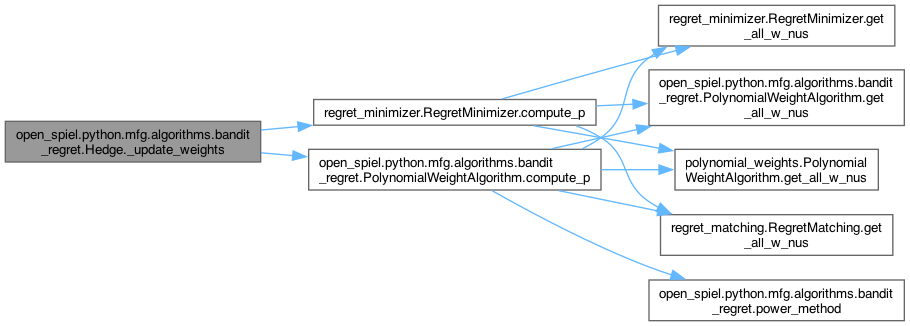 open_spiel.python.mfg.algorithms.bandit
_regret.Hedge._update_weights
regret_minimizer.RegretMinimizer.compute_p
open_spiel.python.mfg.algorithms.bandit
_regret.PolynomialWeightAlgorithm.compute_p
regret_minimizer.RegretMinimizer.get
_all_w_nus
open_spiel.python.mfg.algorithms.bandit
_regret.PolynomialWeightAlgorithm.get
_all_w_nus
polynomial_weights.Polynomial
WeightAlgorithm.get_all_w_nus
regret_matching.RegretMatching.get
_all_w_nus
open_spiel.python.mfg.algorithms.bandit
_regret.power_method